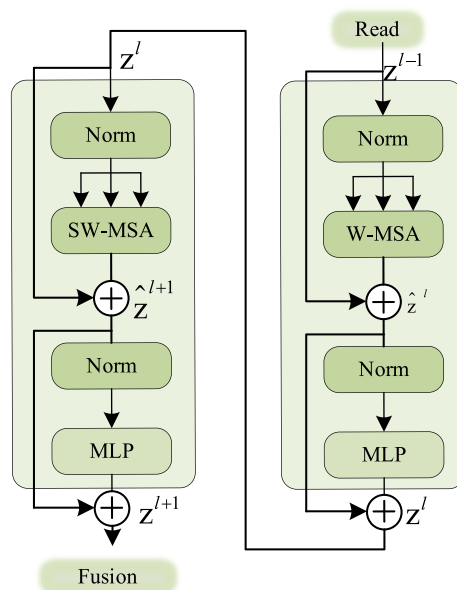 Read
z^{l-1}
Norm
W-MSA
ẑ^{l}
Norm
MLP
z^{l}
z^{l}
Norm
SW-MSA
ẑ^{l+1}
Norm
MLP
z^{l+1}
Fusion